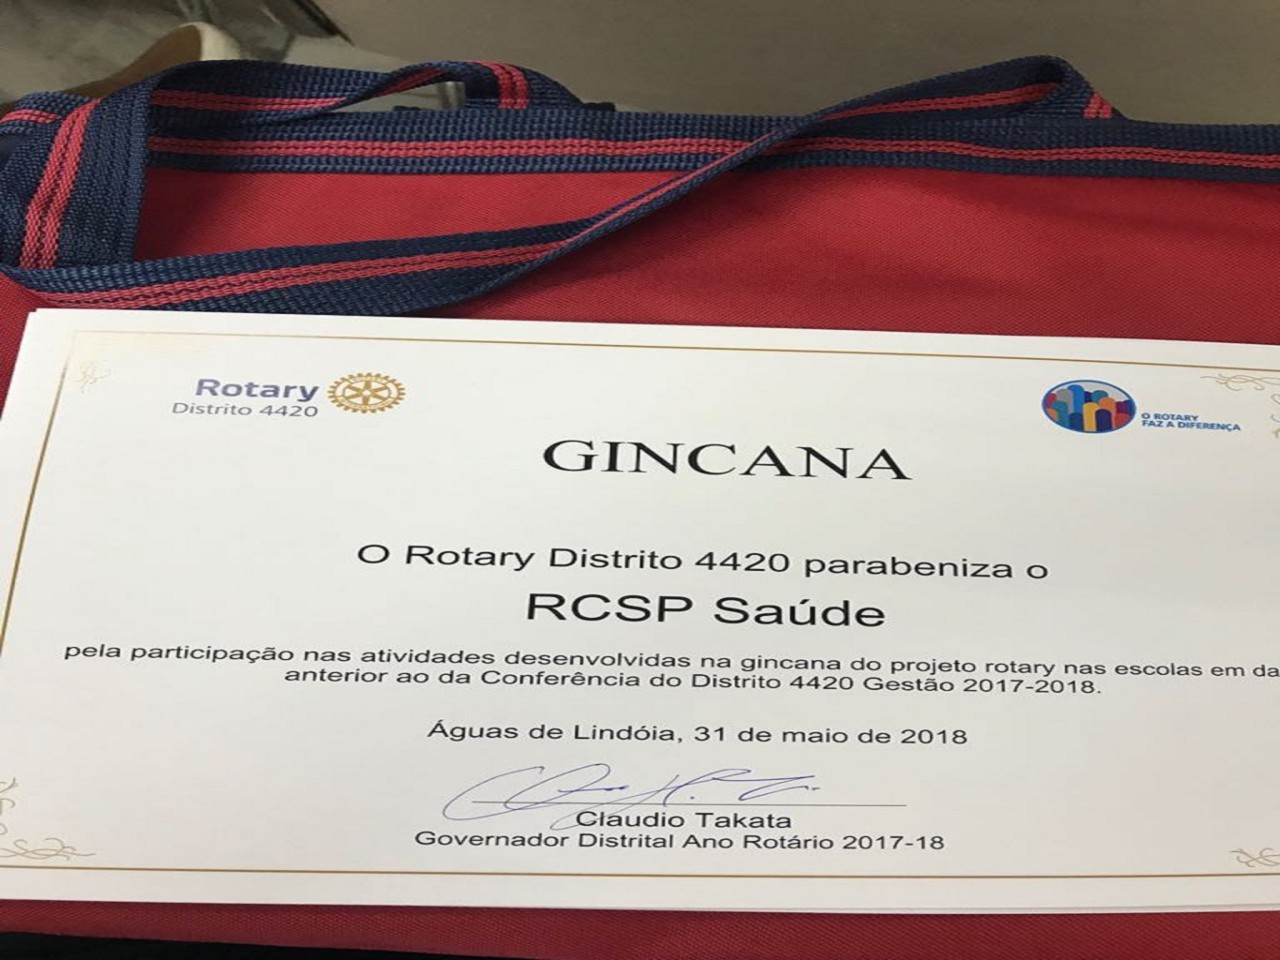 Rotary
Distrito 4420
O ROTARY
FAZ A DIFERENÇA
GINCANA
O Rotary Distrito 4420 parabeniza o
RCSP Saúde
pela participação nas atividades desenvolvidas na gincana do projeto rotary nas escolas em da
anterior ao da Conferência do Distrito 4420 Gestão 2017-2018.
Águas de Lindóia, 31 de maio de 2018
Claudio Takata
Governador Distrital Ano Rotário 2017-18